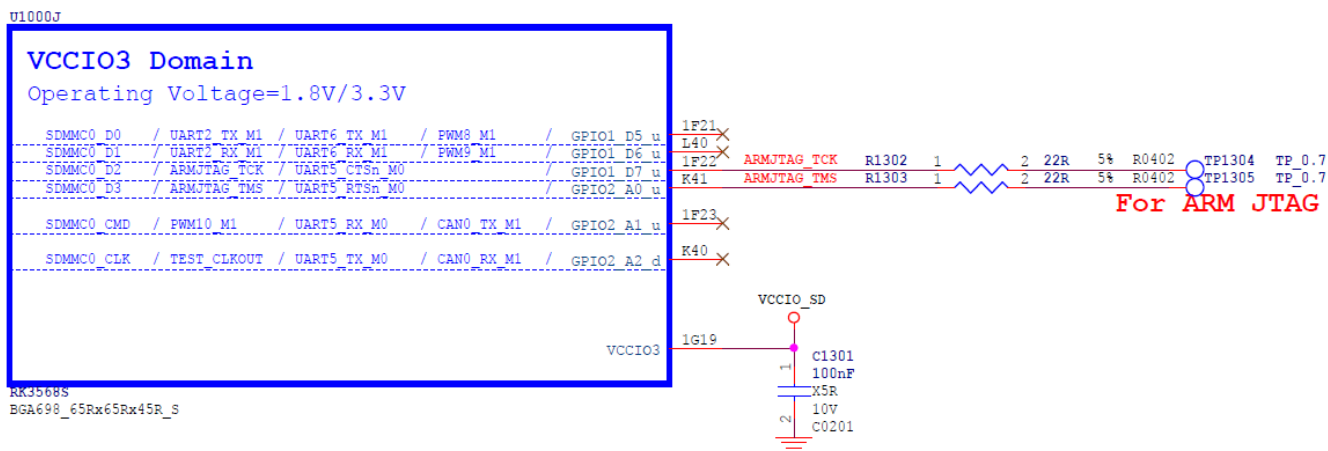 U1000J
VCCIO3 Domain
Operating Voltage=1.8V/3.3V
SDMMC0_D0 / UART2_TX_M1 / UART6_TX_M1 / PWM8_M1 / GPIO1_D5_u 1F21
SDMMC0_D1 / UART2_RX_M1 / UART6_RX_M1 / PWM9_M1 / GPIO1_D6_u L40
SDMMC0_D2 / ARMJTAG_TCK / UART5_CTSn_M0 / GPIO1_D7_u 1F22 ARMJTAG_TCK R1302 1 2 22R 5% R0402 TP1304 TP_0.7
SDMMC0_D3 / ARMJTAG_TMS / UART5_RTSn_M0 / GPIO2_A0_u K41 ARMJTAG_TMS R1303 1 2 22R 5% R0402 TP1305 TP_0.7
For ARM JTAG
SDMMC0_CMD / PWM10_M1 / UART5_RX_M0 / CAN0_TX_M1 / GPIO2_A1_u 1F23
SDMMC0_CLK / TEST_CLKOUT / UART5_TX_M0 / CAN0_RX_M1 / GPIO2_A2_d K40
VCCIO_SD
VCCIO3 1G19
C1301
1 100nF
X5R
10V
2 C0201
RK3568S
BGA698_65Rx65Rx45R_S